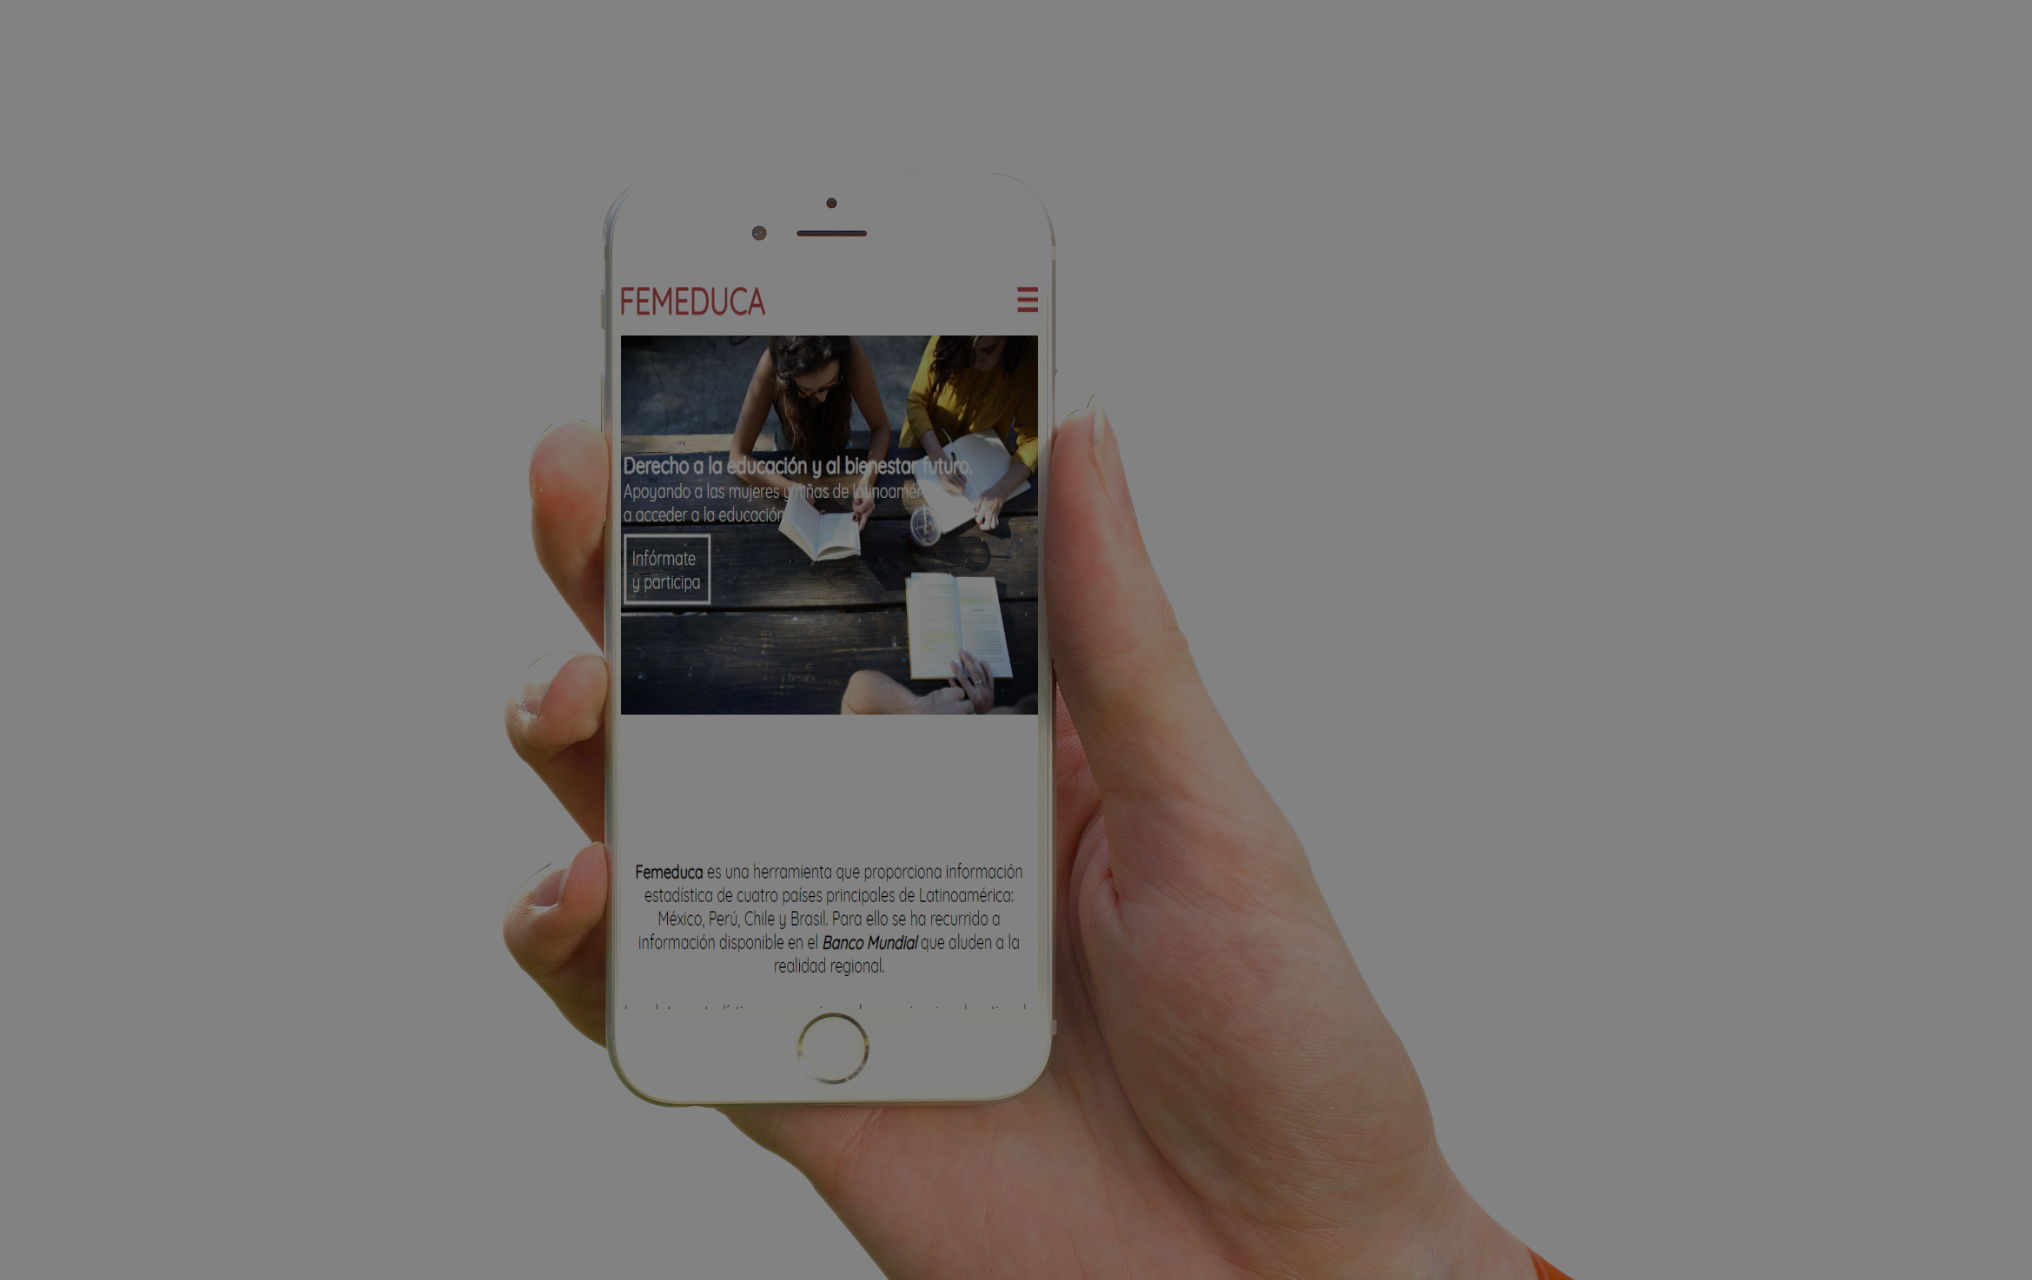 FEMEDUCA
Derecho a la educación y al bienestar futuro.
Apoyando a las mujeres y niñas de
a acceder a la educación
Infórmate
y participa
Femeduca es una herramienta que proporciona información
estadística de cuatro países principales de Latinoamérica:
México, Perú, Chile y Brasil. Para ello se ha recurrido a
información disponible en el Banco Mundial que aluden a la
realidad regional.